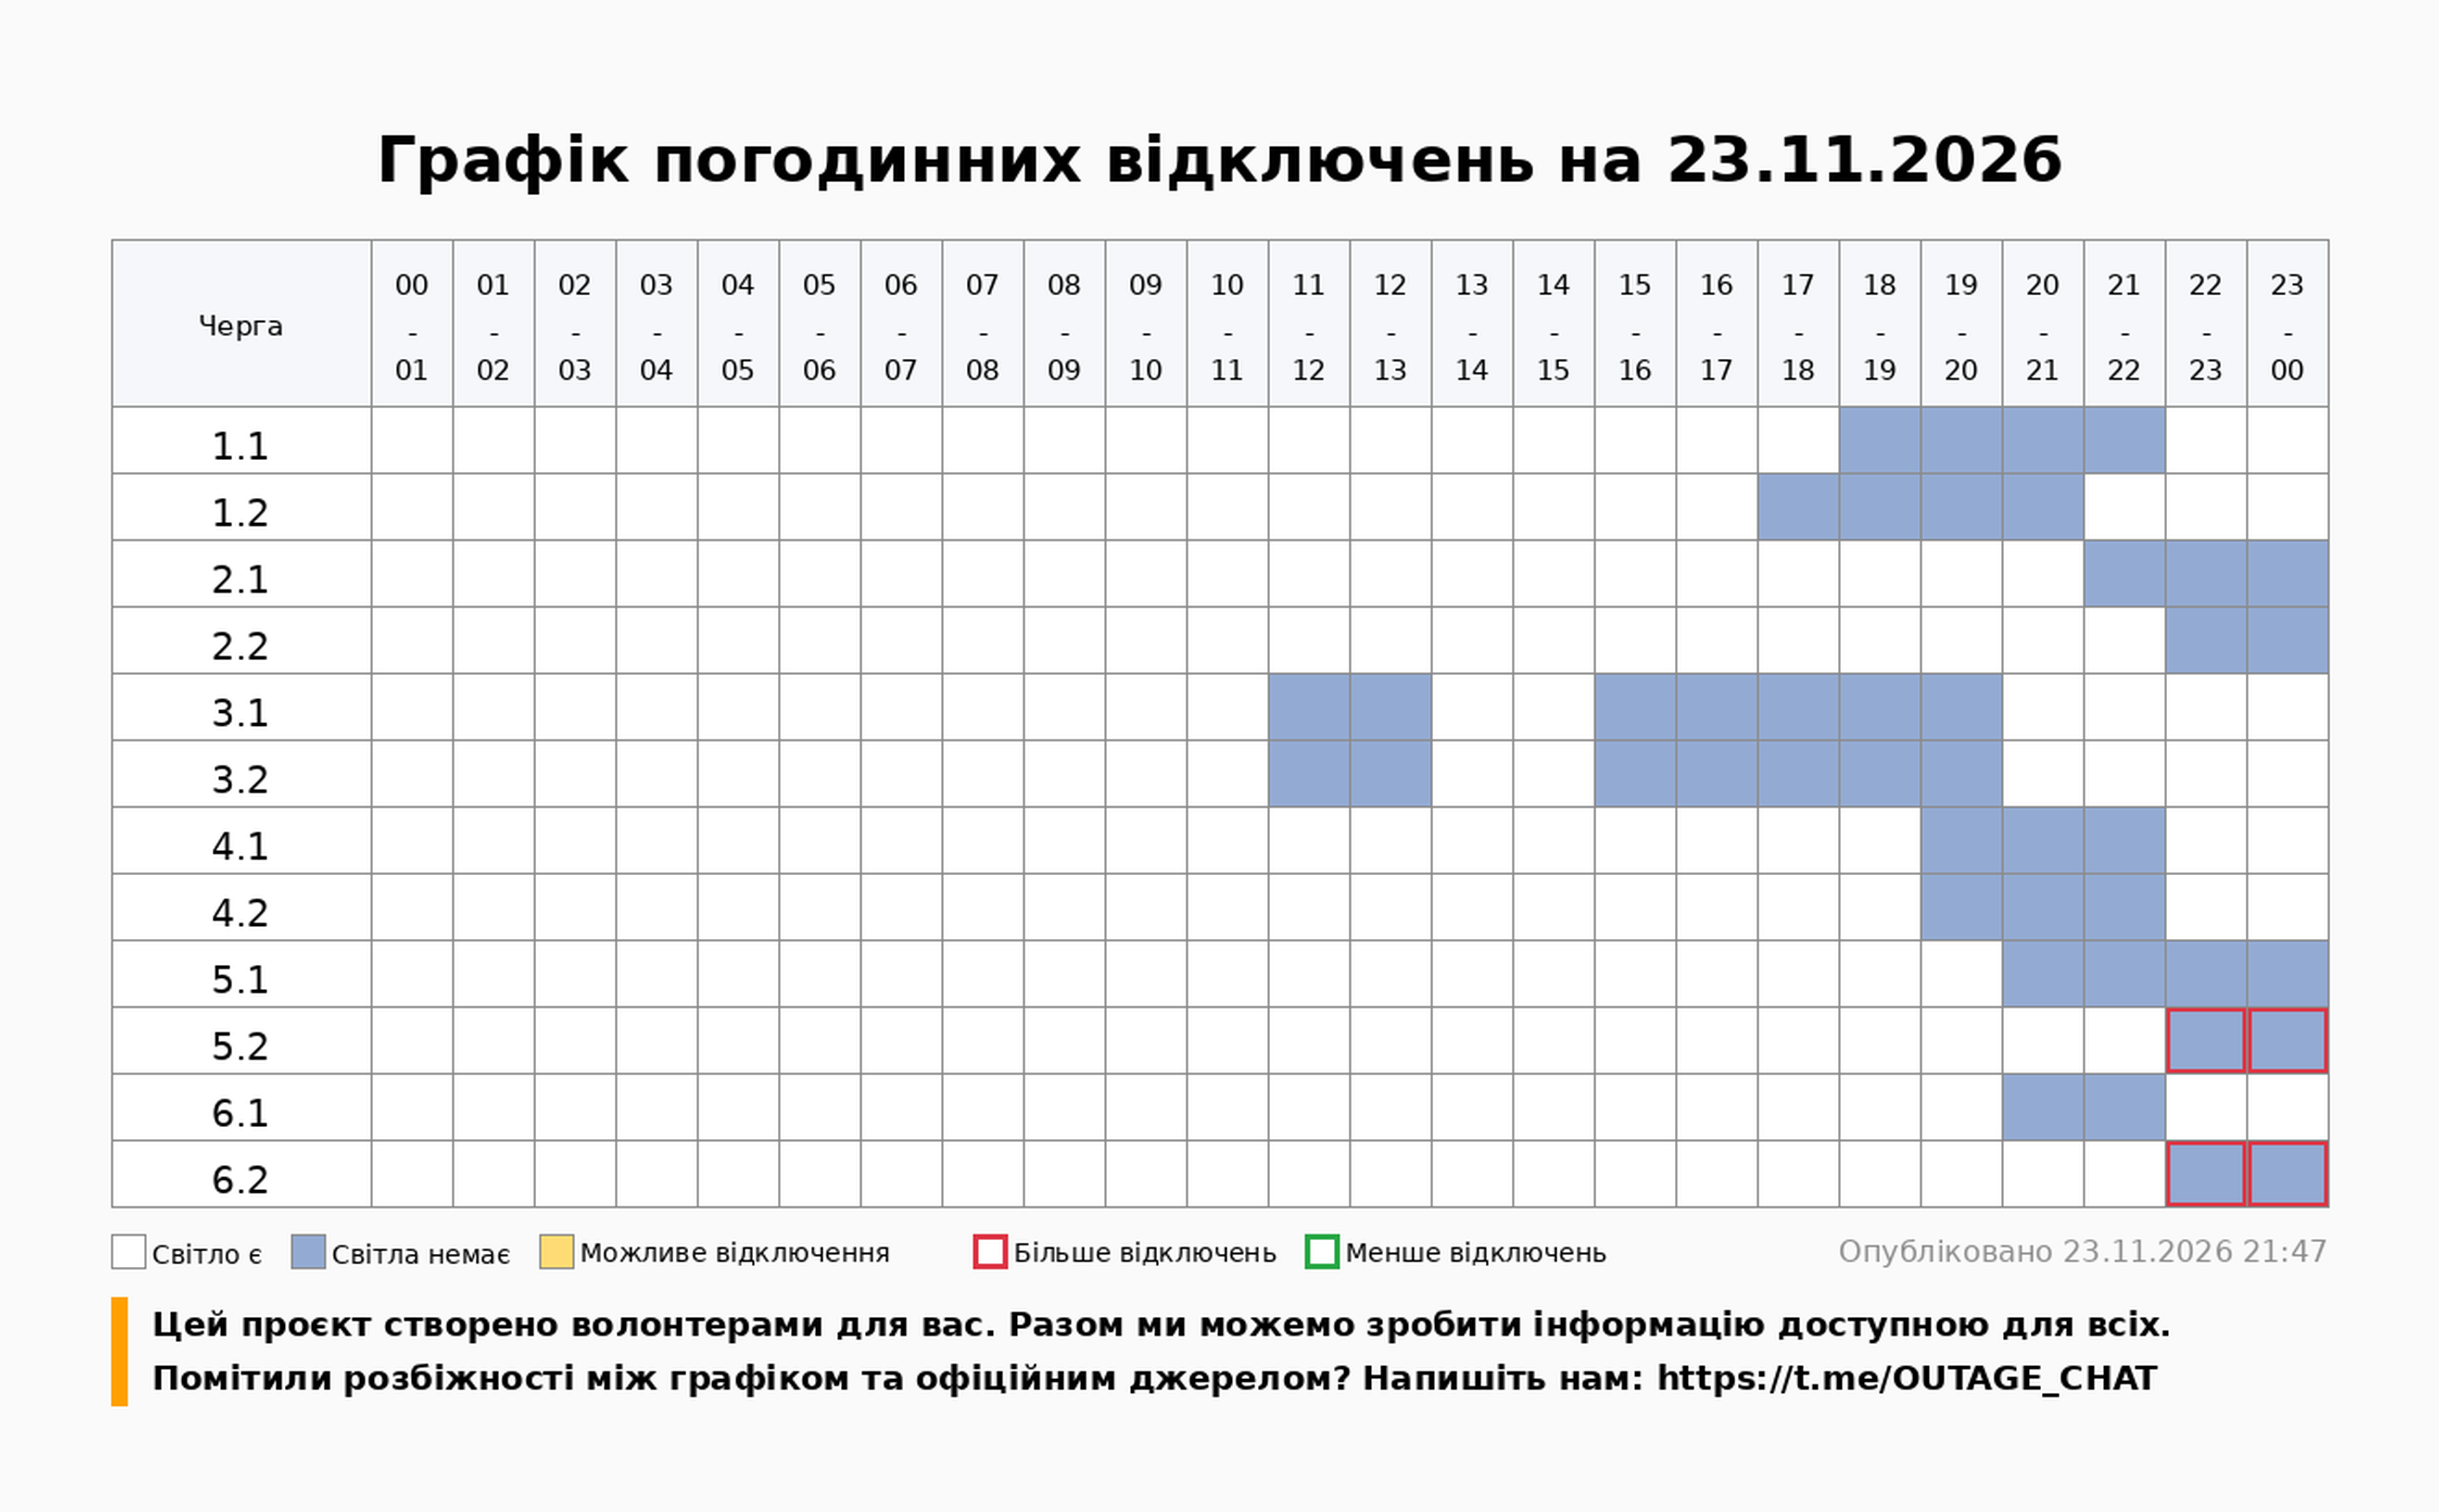 Графік погодинних відключень на 23.11.2026
Черга 00 - 01 01 - 02 02 - 03 03 - 04 04 - 05 05 - 06 06 - 07 07 - 08 08 - 09 09 - 10 10 - 11 11 - 12 12 - 13 13 - 14 14 - 15 15 - 16 16 - 17 17 - 18 18 - 19 19 - 20 20 - 21 21 - 22 22 - 23 23 - 00
1.1
1.2
2.1
2.2
3.1
3.2
4.1
4.2
5.1
5.2
6.1
6.2
Світло є Світла немає Можливе відключення Більше відключень Менше відключень Опубліковано 23.11.2026 21:47
Цей проєкт створено волонтерами для вас. Разом ми можемо зробити інформацію доступною для всіх.
Помітили розбіжності між графіком та офіційним джерелом? Напишіть нам: https://t.me/OUTAGE_CHAT